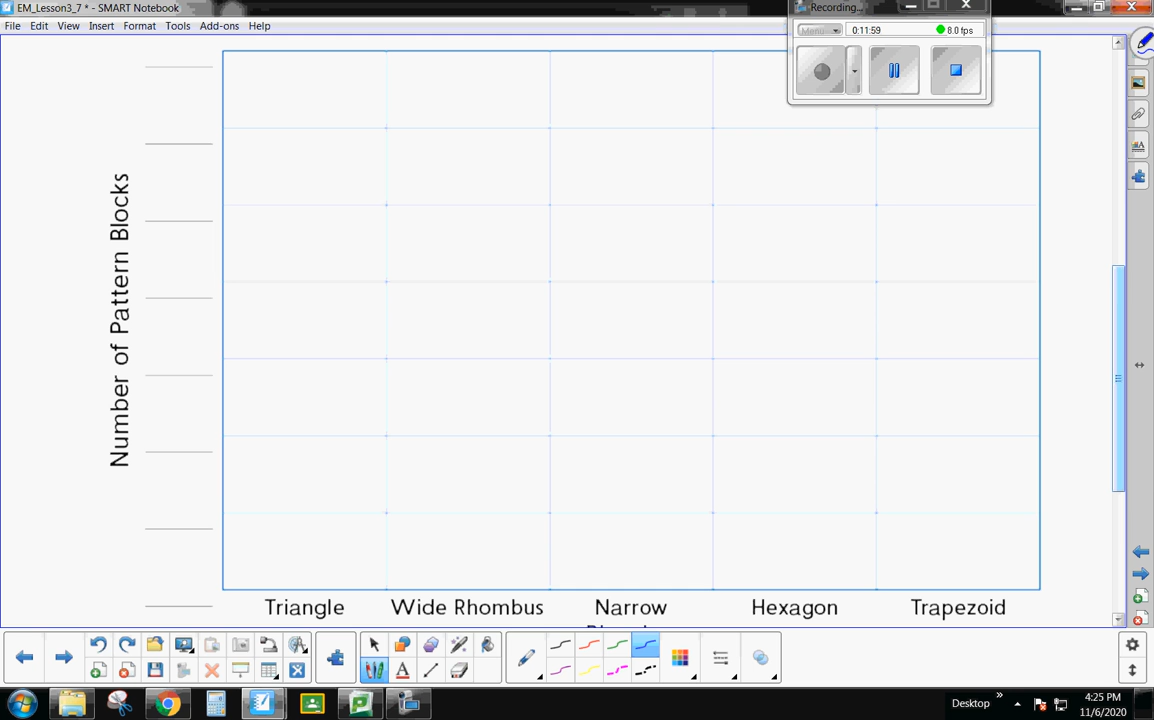 EM_Lesson3_7 * - SMART Notebook
Recording...
File Edit View Insert Format Tools Add-ons Help
Menu 0:11:59 8.0 fps
Number of Pattern Blocks
Triangle Wide Rhombus Narrow Hexagon Trapezoid
Desktop
4:25 PM
11/6/2020